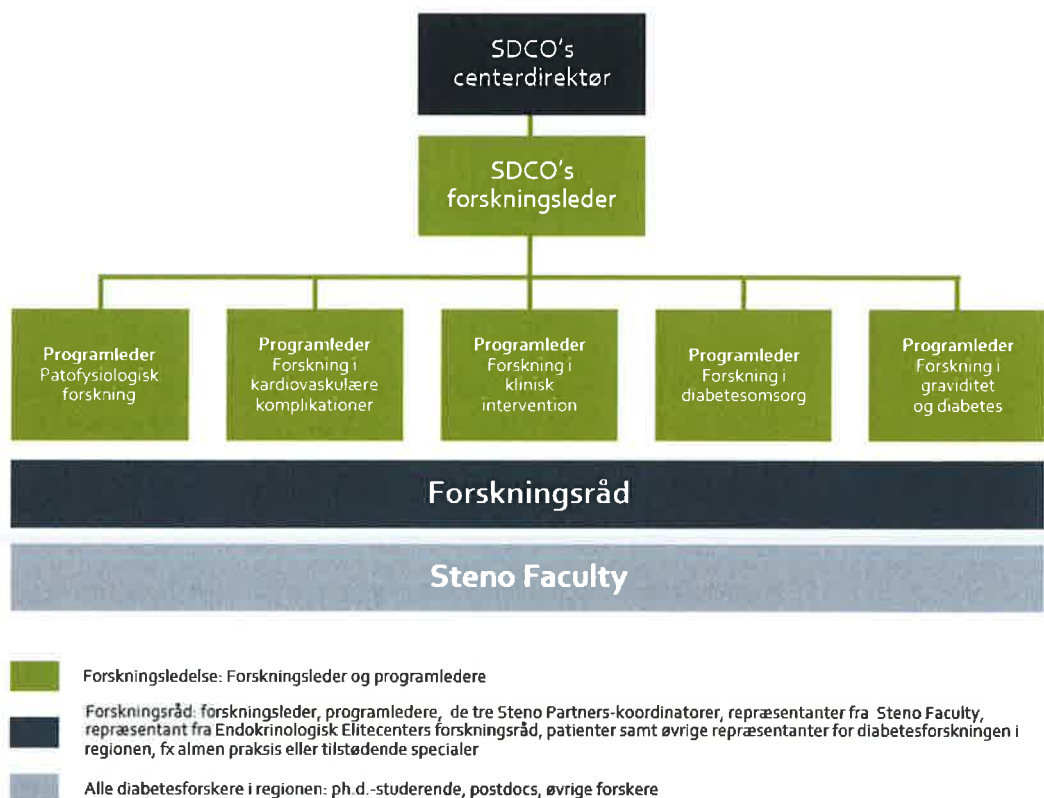 SDCO's
centerdirektør
SDCO's
forskningsleder
Programleder
Patofysiologisk
forskning
Programleder
Forskning i
kardiovaskulære
komplikationer
Programleder
Forskning i
klinisk
intervention
Programleder
Forskning i
diabetesomsorg
Programleder
Forskning i
graviditet
og diabetes
Forskningsråd
Steno Faculty
Forskningsledelse: Forskningsleder og programledere
Forskningsråd: forskningsleder, programledere, de tre Steno Partners-koordinatorer, repræsentanter fra Steno Faculty,
repræsentant fra Endokrinologisk Elitecenters forskningsråd, patienter samt øvrige repræsentanter for diabetesforskningen i
regionen, fx almen praksis eller tilstødende specialer
Alle diabetesforskere i regionen: ph.d.-studerende, postdocs, øvrige forskere